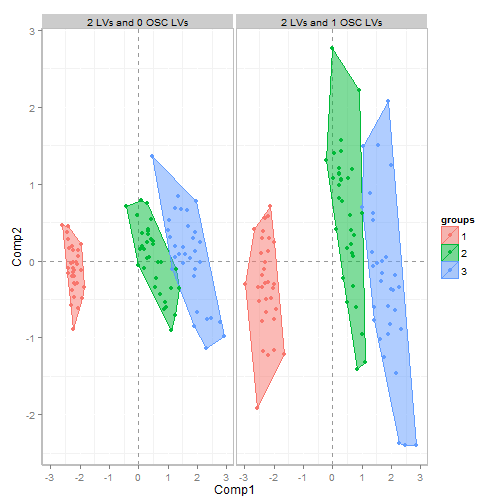 2 LVs and 0 OSC LVs 2 LVs and 1 OSC LVs
3
2
1
0
-1
-2
Comp2
-3 -2 -1 0 1 2 3 -3 -2 -1 0 1 2 3
Comp1
groups
1
2
3